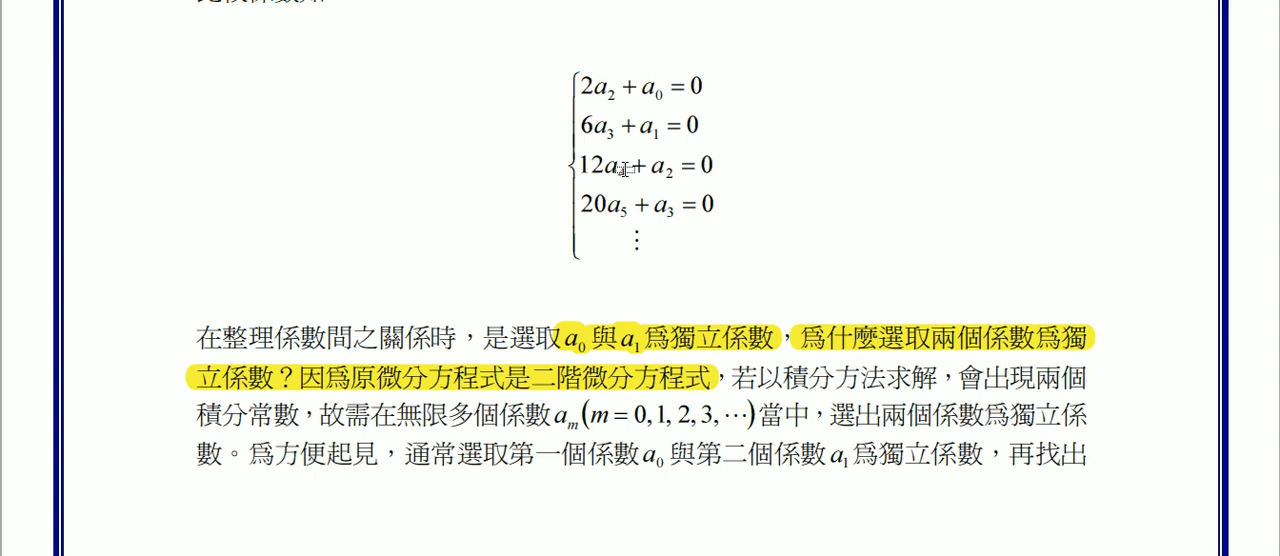 2a₂ + a₀ = 0
6a₃ + a₁ = 0
12a₄ + a₂ = 0
20a₅ + a₃ = 0
⋮
在整理係數間之關係時，是選取a₀與a₁為獨立係數，為什麼選取兩個係數為獨
立係數？因為原微分方程式是二階微分方程式，若以積分方法求解，會出現兩個
積分常數，故需在無限多個係數aₘ(m = 0, 1, 2, 3, ⋯)當中，選出兩個係數為獨立係
數。為方便起見，通常選取第一個係數a₀與第二個係數a₁為獨立係數，再找出